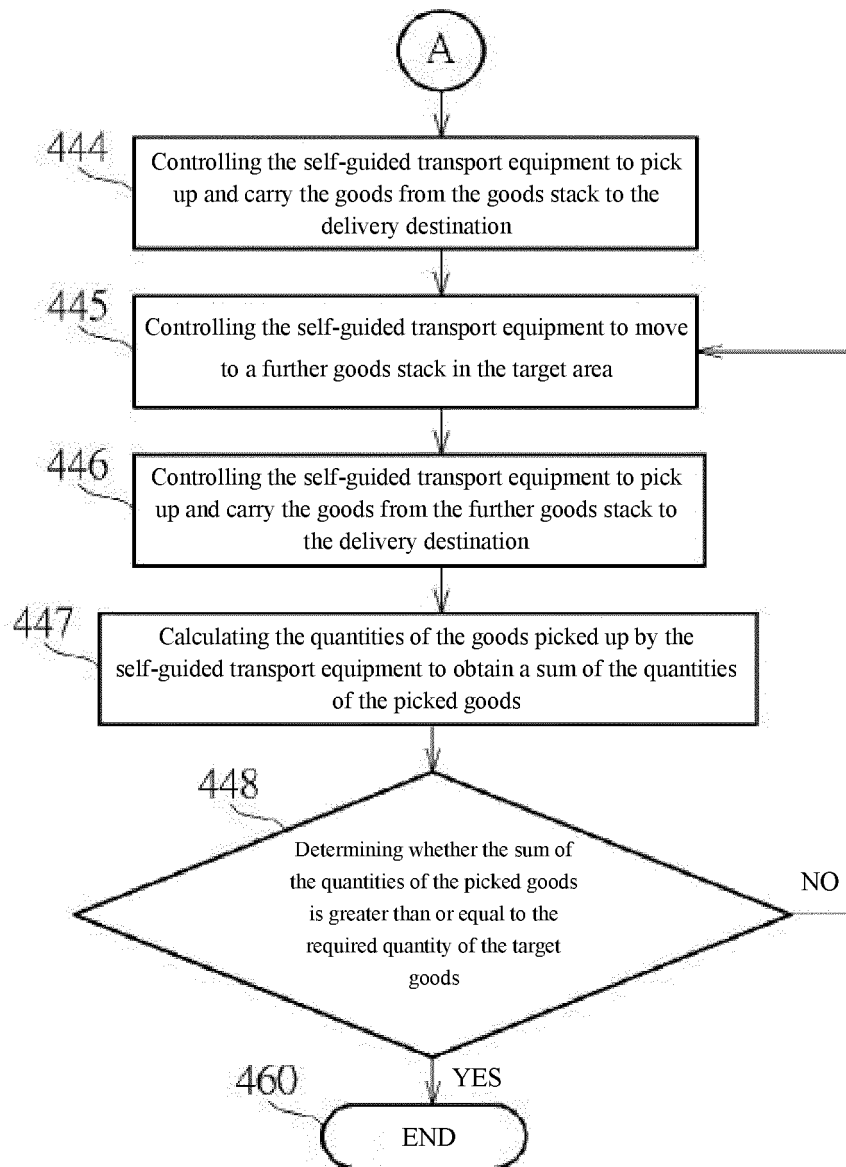 A
444
Controlling the self-guided transport equipment to pick
up and carry the goods from the goods stack to the
delivery destination
445
Controlling the self-guided transport equipment to move
to a further goods stack in the target area
446
Controlling the self-guided transport equipment to pick
up and carry the goods from the further goods stack to
the delivery destination
447
Calculating the quantities of the goods picked up by the
self-guided transport equipment to obtain a sum of the quantities
of the picked goods
448
Determining whether the sum of
the quantities of the picked goods
is greater than or equal to the
required quantity of the target
goods
NO
YES
460
END